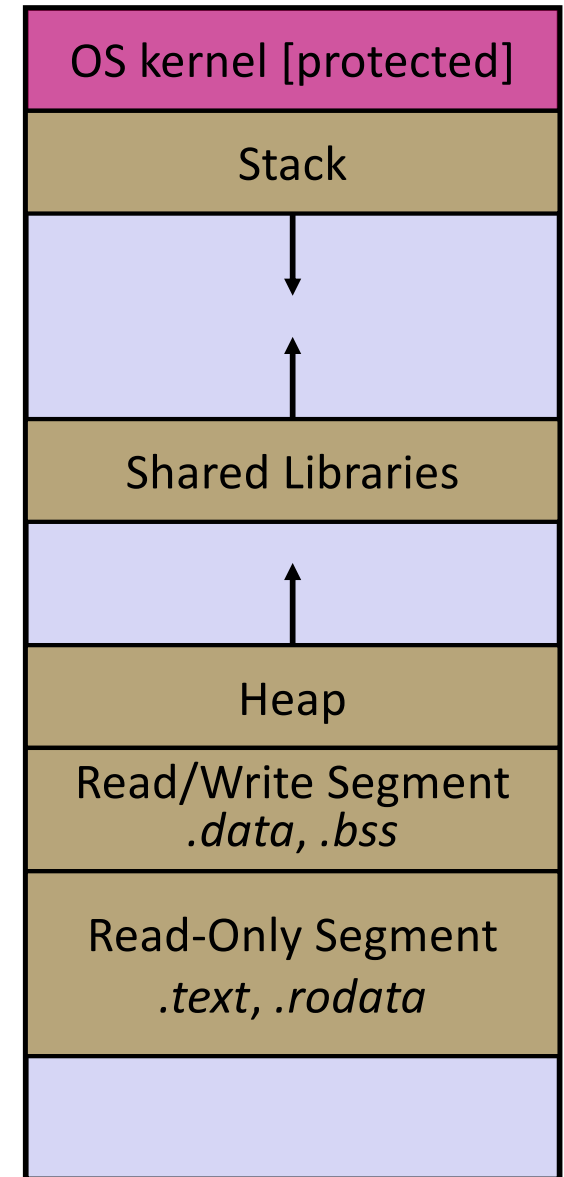 OS kernel [protected]
Stack
Shared Libraries
Heap
Read/Write Segment
.data, .bss
Read-Only Segment
.text, .rodata